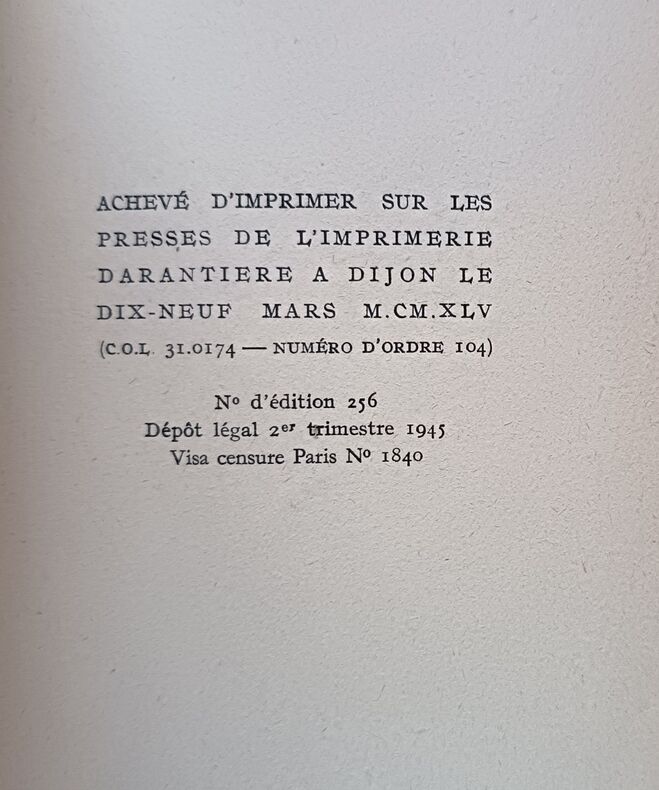 ACHEVÉ D'IMPRIMER SUR LES
PRESSES DE L'IMPRIMERIE
DARANTIERE A DIJON LE
DIX-NEUF MARS M.CM.XLV
(C.O.L. 31.0174 — NUMÉRO D'ORDRE 104)
Nº d'édition 256
Dépôt légal 2er trimestre 1945
Visa censure Paris Nº 1840